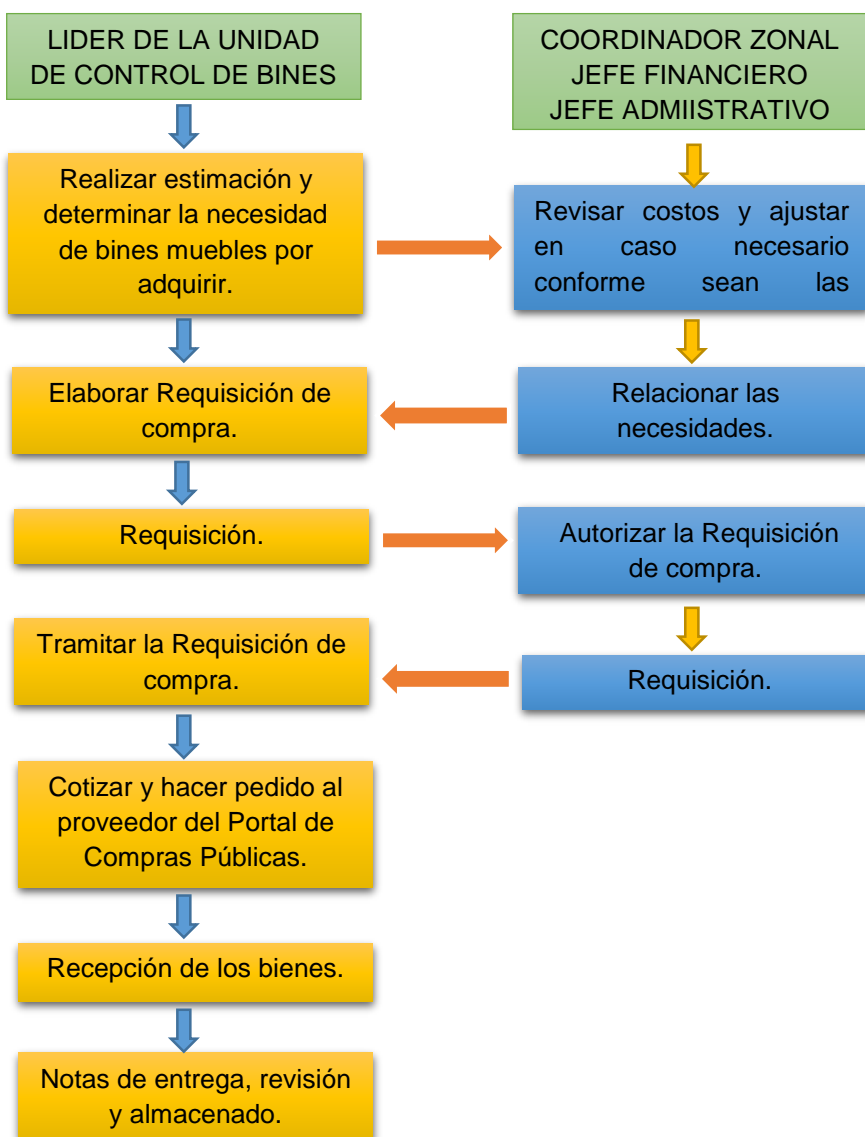 LIDER DE LA UNIDAD
DE CONTROL DE BINES
COORDINADOR ZONAL
JEFE FINANCIERO
JEFE ADMIISTRATIVO
Realizar estimación y
determinar la necesidad
de bines muebles por
adquirir.
Revisar costos y ajustar
en caso necesario
conforme sean las
Elaborar Requisición de
compra.
Relacionar las
necesidades.
Requisición.
Autorizar la Requisición
de compra.
Tramitar la Requisición de
compra.
Requisición.
Cotizar y hacer pedido al
proveedor del Portal de
Compras Públicas.
Recepción de los bienes.
Notas de entrega, revisión
y almacenado.